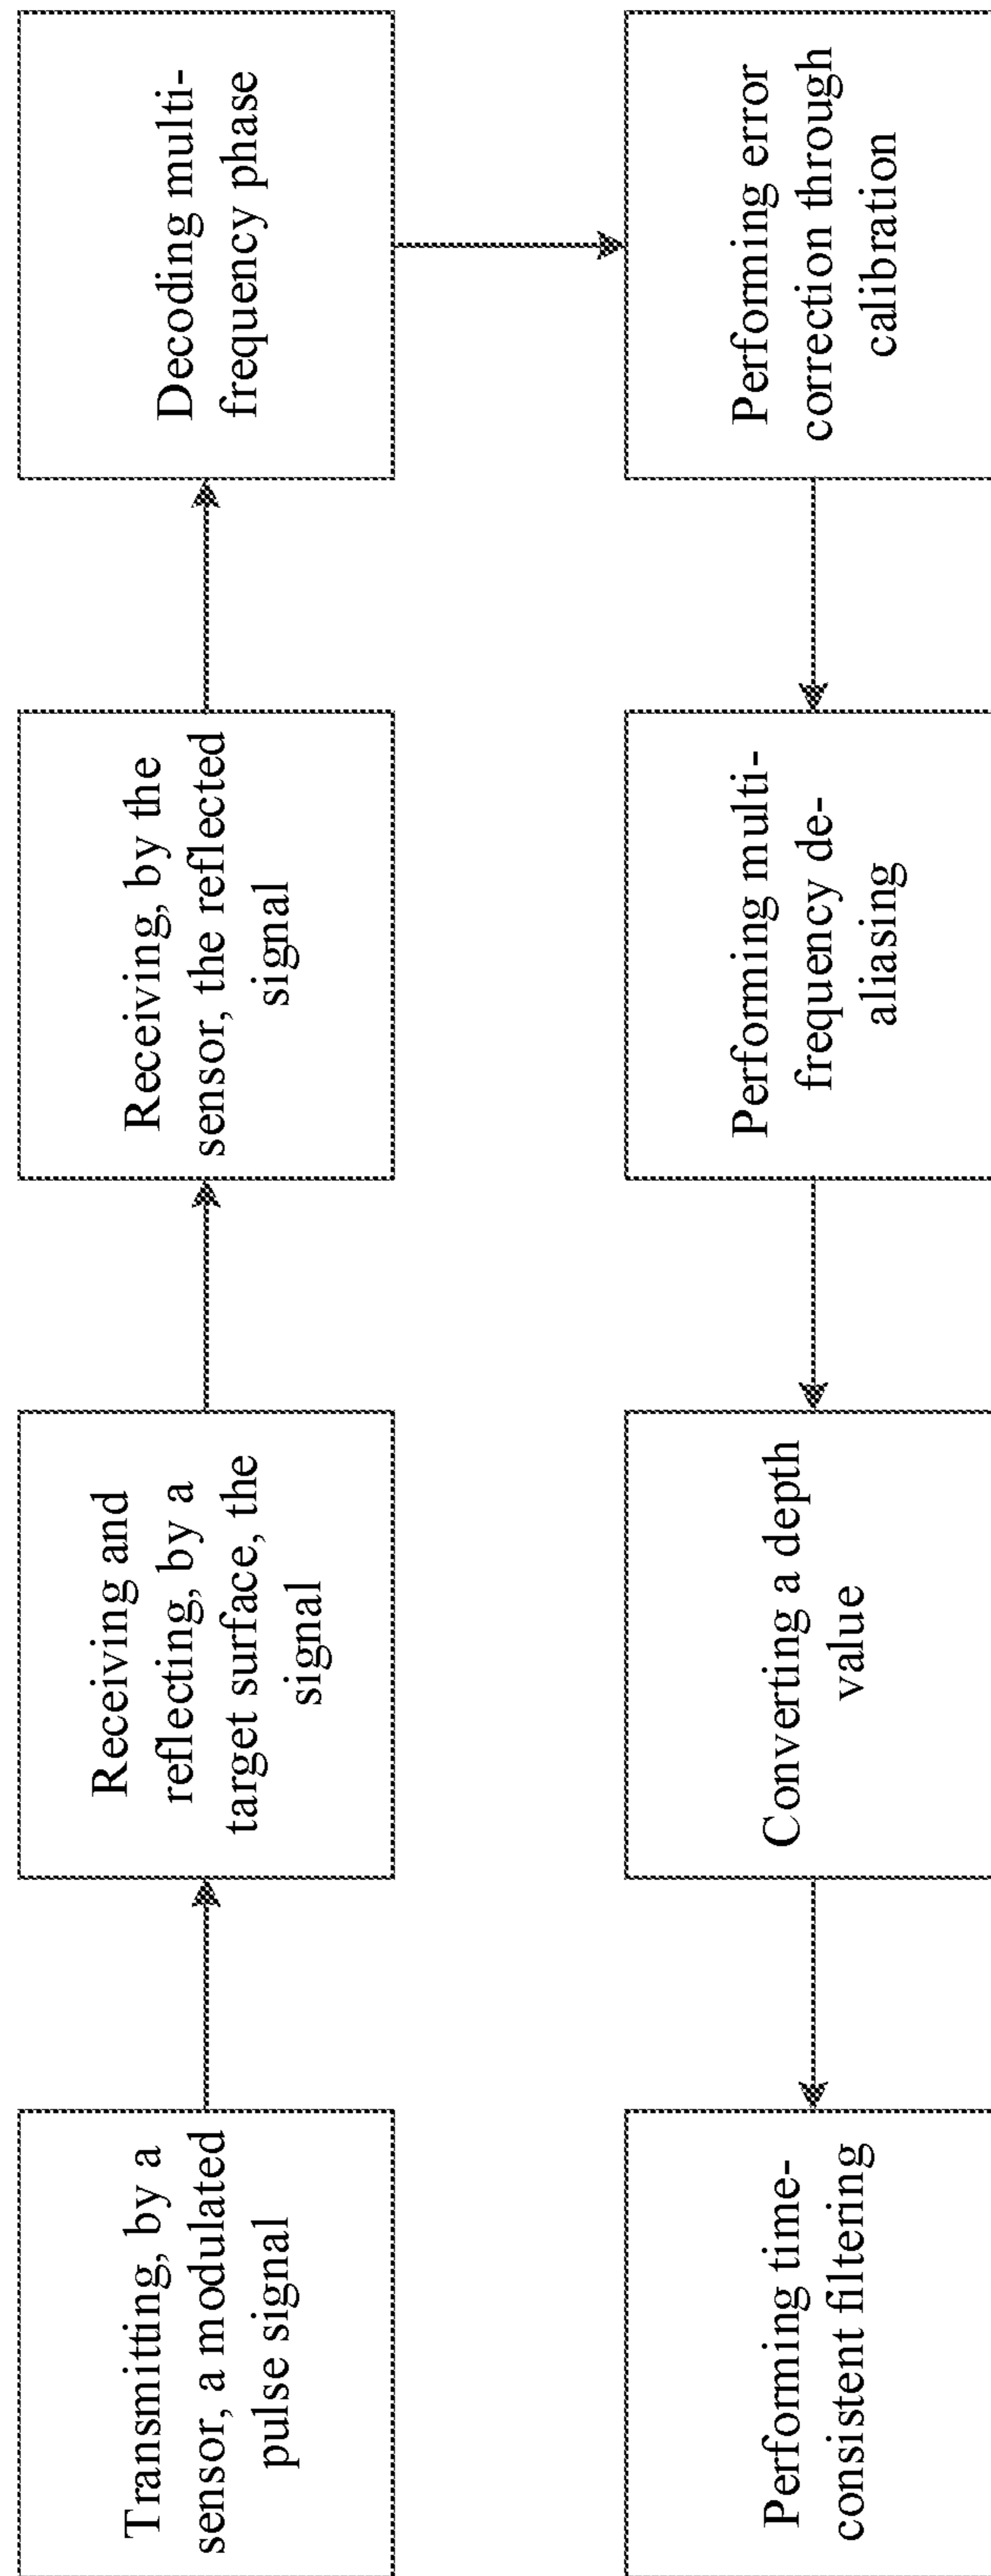 Transmitting, by a
sensor, a modulated
pulse signal
Receiving and
reflecting, by a
target surface, the
signal
Receiving, by the
sensor, the reflected
signal
Decoding multi-
frequency phase
Performing error
correction through
calibration
Performing multi-
frequency de-
aliasing
Converting a depth
value
Performing time-
consistent filtering